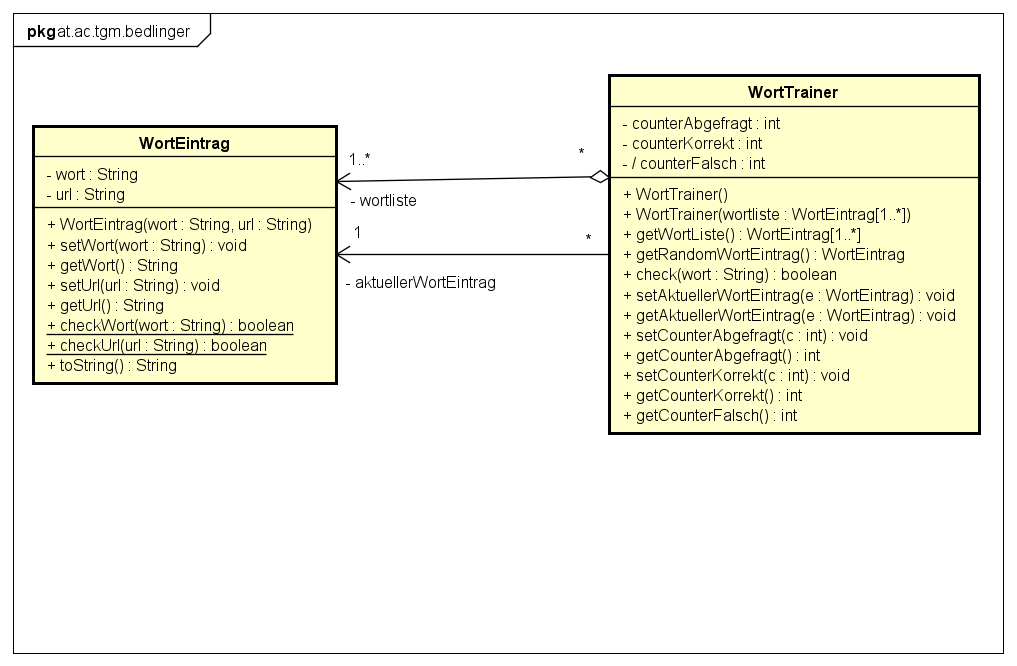 pkgat.ac.tgm.bedlinger
WortEintrag
- wort : String
- url : String
+ WortEintrag(wort : String, url : String)
+ setWort(wort : String) : void
+ getWort() : String
+ setUrl(url : String) : void
+ getUrl() : String
+ checkWort(wort : String) : boolean
+ checkUrl(url : String) : boolean
+ toString() : String
1..*
*
- wortliste
1
*
- aktuellerWortEintrag
WortTrainer
- counterAbgefragt : int
- counterKorrekt : int
- / counterFalsch : int
+ WortTrainer()
+ WortTrainer(wortliste : WortEintrag[1..*])
+ getWortListe() : WortEintrag[1..*]
+ getRandomWortEintrag() : WortEintrag
+ check(wort : String) : boolean
+ setAktuellerWortEintrag(e : WortEintrag) : void
+ getAktuellerWortEintrag(e : WortEintrag) : void
+ setCounterAbgefragt(c : int) : void
+ getCounterAbgefragt() : int
+ setCounterKorrekt(c : int) : void
+ getCounterKorrekt() : int
+ getCounterFalsch() : int